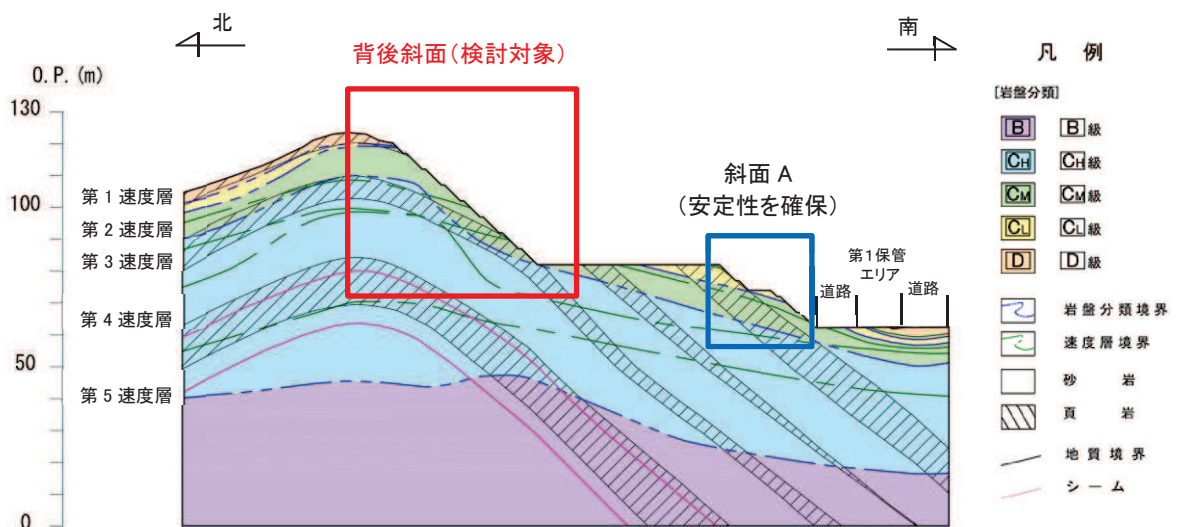 北
南
背後斜面(検討対象)
O.P.(m)
130
100
50
0
第1速度層
第2速度層
第3速度層
第4速度層
第5速度層
斜面A
(安定性を確保)
道路
第1保管
エリア
道路
凡 例
[岩盤分類]
B B級
CH CH級
CM CM級
CL CL級
D D級
岩盤分類境界
速度層境界
砂 岩
頁 岩
地質境界
シーム